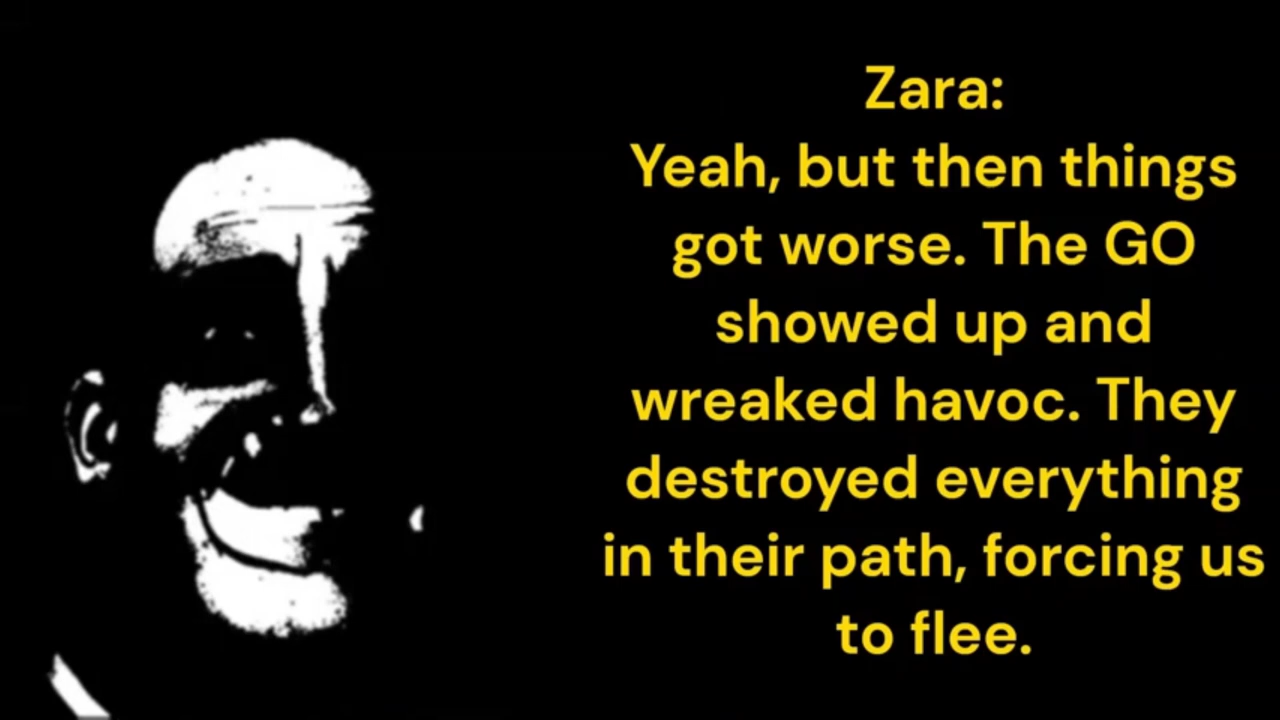 Zara:
Yeah, but then things
got worse. The GO
showed up and
wreaked havoc. They
destroyed everything
in their path, forcing us
to flee.